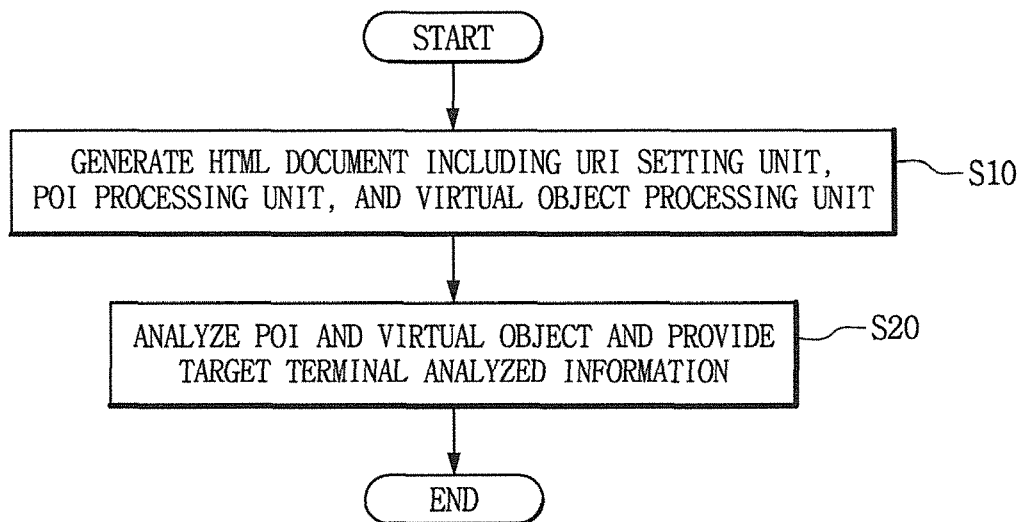 START
GENERATE HTML DOCUMENT INCLUDING URI SETTING UNIT,
POI PROCESSING UNIT, AND VIRTUAL OBJECT PROCESSING UNIT
S10
ANALYZE POI AND VIRTUAL OBJECT AND PROVIDE
TARGET TERMINAL ANALYZED INFORMATION
S20
END